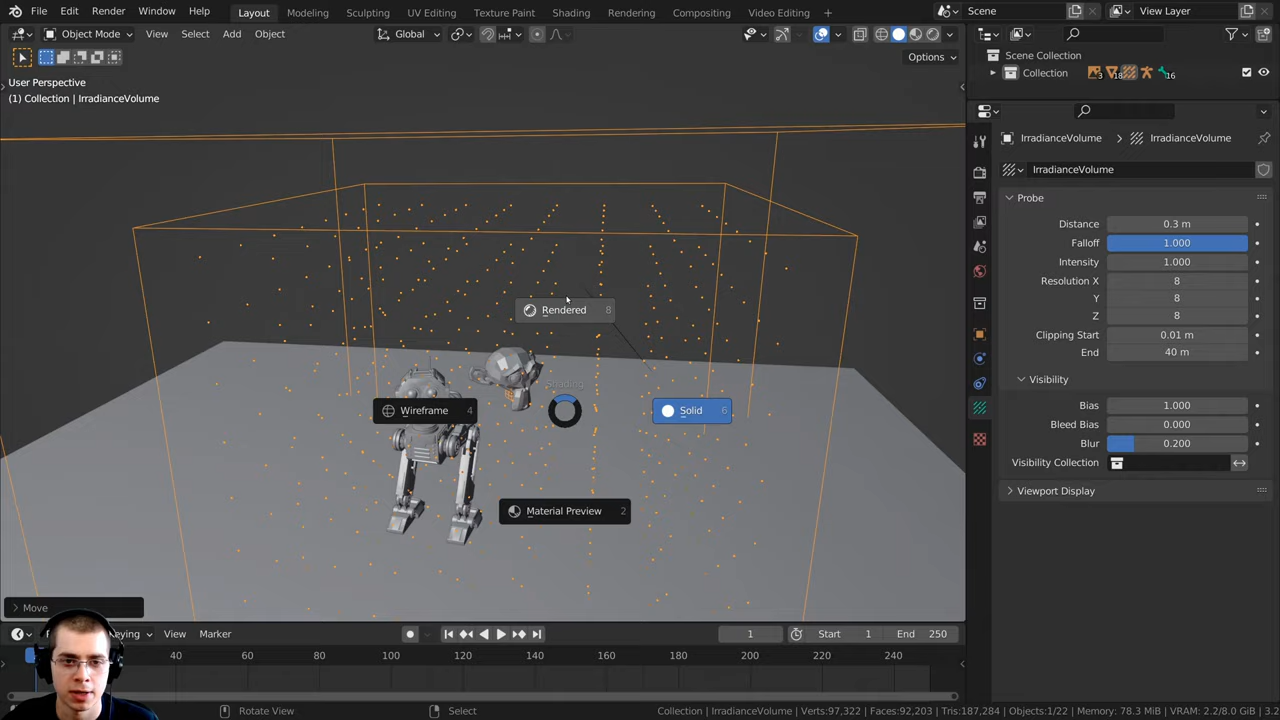 File Edit Render Window Help Layout Modeling Sculpting UV Editing Texture Paint Shading Rendering Compositing Video Editing + Scene View Layer
Object Mode View Select Add Object Global
Options
User Perspective
(1) Collection | IrradianceVolume
Scene Collection
Collection 3 18 16
IrradianceVolume > IrradianceVolume
IrradianceVolume
Probe
Distance 0.3 m
Falloff 1.000
Intensity 1.000
Resolution X 8
Y 8
Z 8
Clipping Start 0.01 m
End 40 m
Visibility
Bias 1.000
Bleed Bias 0.000
Blur 0.200
Visibility Collection
Viewport Display
Rendered 8
Shading
Wireframe 4
Solid 6
Material Preview 2
Move
Keying View Marker 1 Start 1 End 250
40 60 80 100 120 140 160 180 200 220 240
Rotate View Select Collection | IrradianceVolume | Verts:97,322 | Faces:92,203 | Tris:187,284 | Objects:1/22 | Memory: 78.3 MiB | VRAM: 2.2/8.0 GiB | 3.2